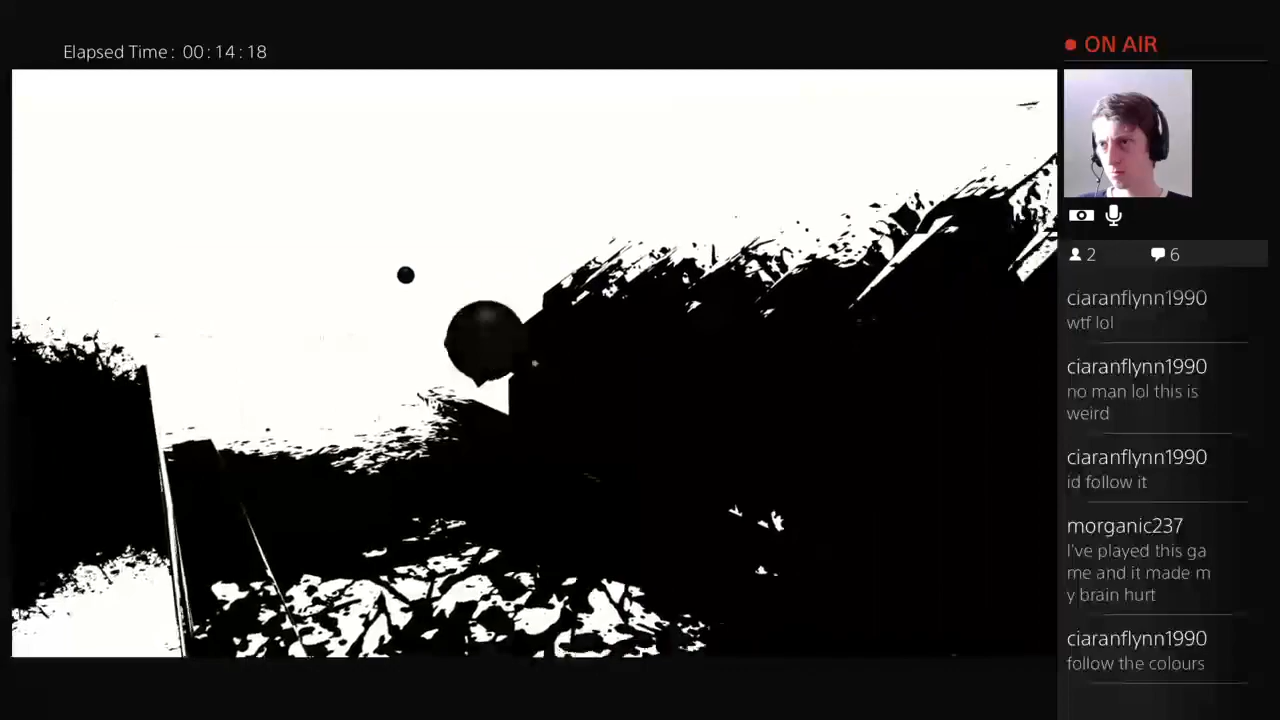 Elapsed Time: 00:14:18
ON AIR
2 6
ciaranflynn1990
wtf lol
ciaranflynn1990
no man lol this is
weird
ciaranflynn1990
id follow it
morganic237
I've played this ga
me and it made m
y brain hurt
ciaranflynn1990
follow the colours